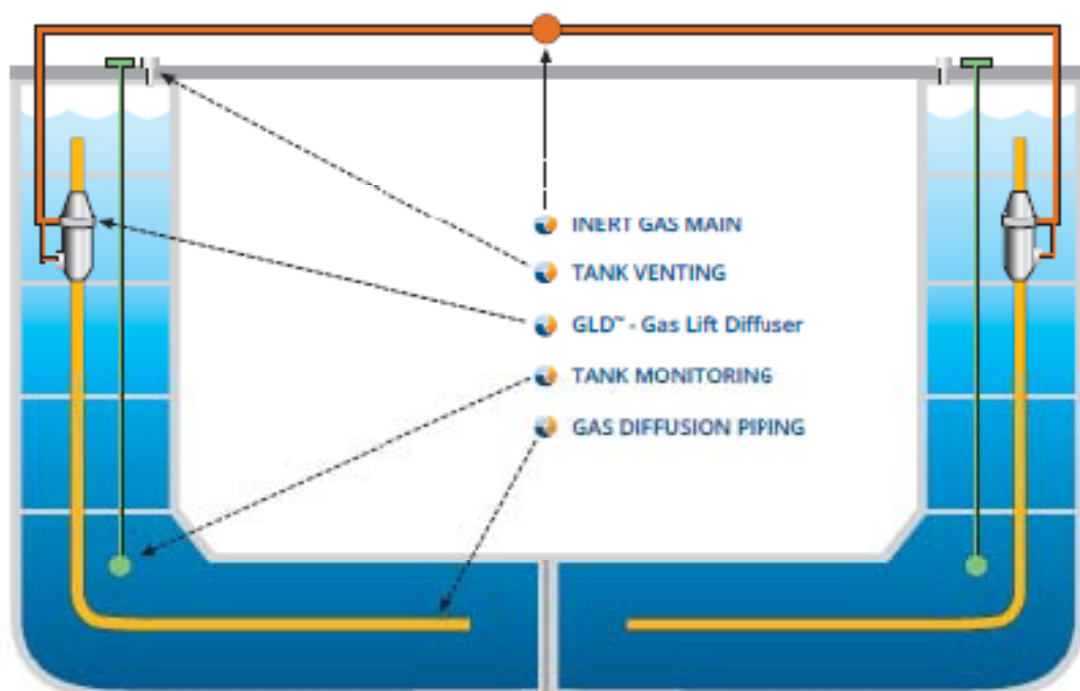 INERT GAS MAIN
TANK VENTING
GLD™ - Gas Lift Diffuser
TANK MONITORING
GAS DIFFUSION PIPING